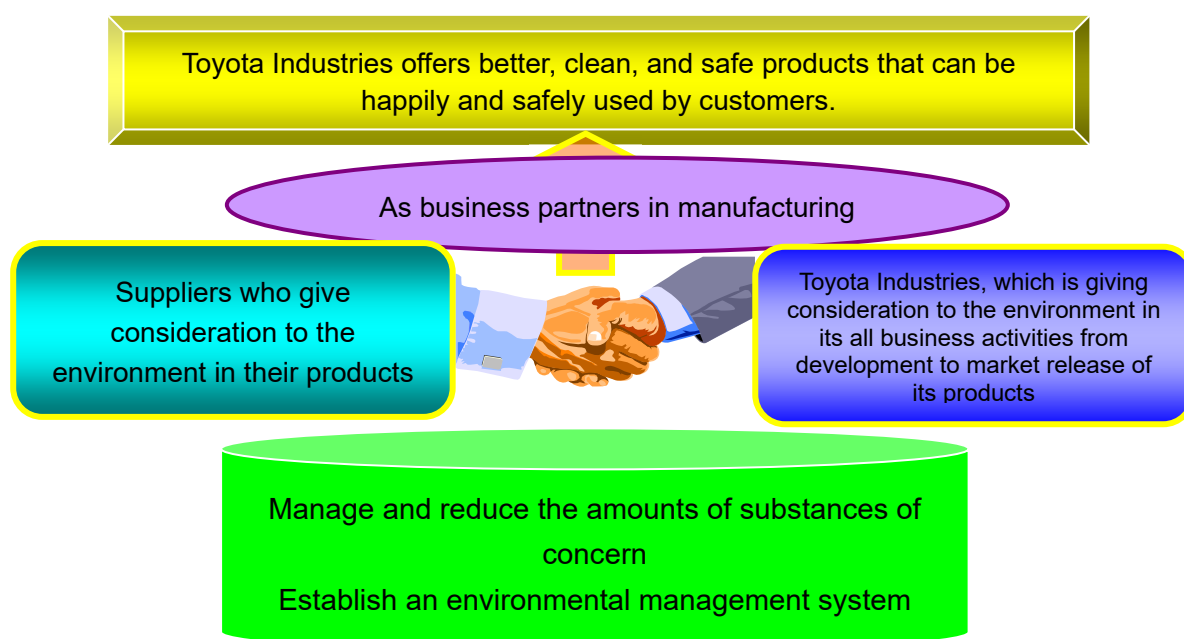 Toyota Industries offers better, clean, and safe products that can be
happily and safely used by customers.
As business partners in manufacturing
Suppliers who give
consideration to the
environment in their products
Toyota Industries, which is giving
consideration to the environment in
its all business activities from
development to market release of
its products
Manage and reduce the amounts of substances of
concern
Establish an environmental management system